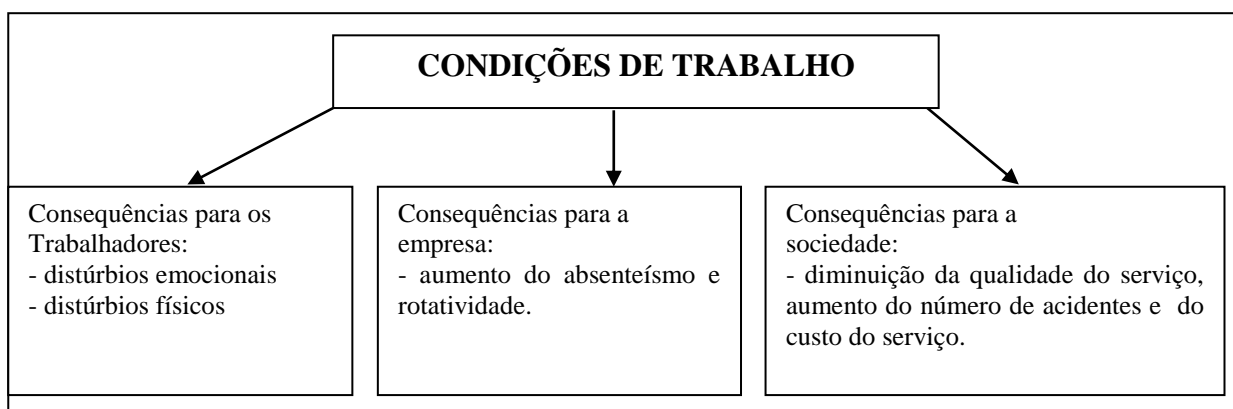 CONDIÇÕES DE TRABALHO
Consequências para os
Trabalhadores:
- distúrbios emocionais
- distúrbios físicos
Consequências para a
empresa:
- aumento do absenteísmo e
rotatividade.
Consequências para a
sociedade:
- diminuição da qualidade do serviço,
aumento do número de acidentes e do
custo do serviço.